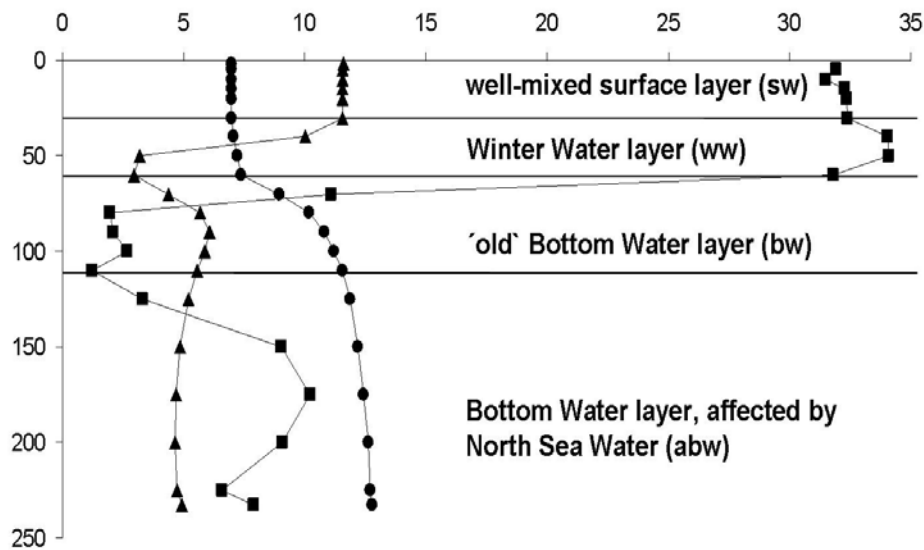 0 5 10 15 20 25 30 35
0
well-mixed surface layer (sw)
50
Winter Water layer (ww)
100
´old` Bottom Water layer (bw)
150
Bottom Water layer, affected by
200
North Sea Water (abw)
250